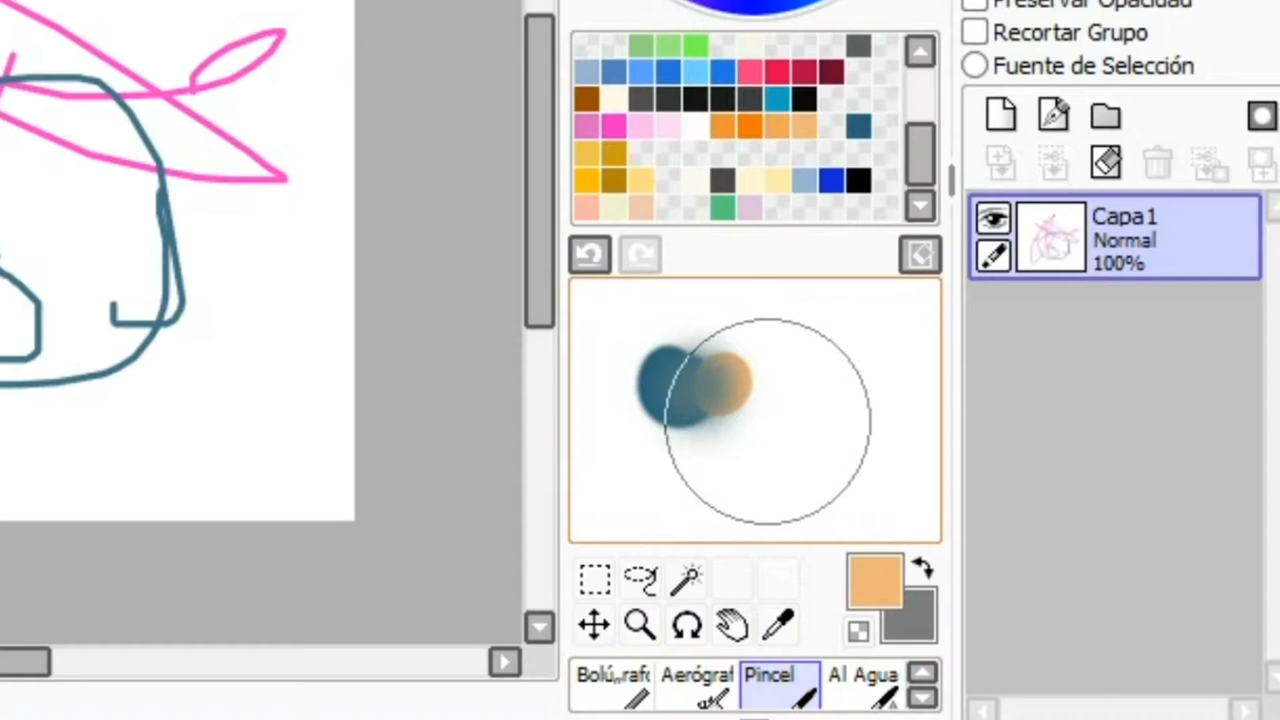 Preservar Opacidad
Recortar Grupo
Fuente de Selección
Capa1
Normal
100%
Pincel
Al Agua